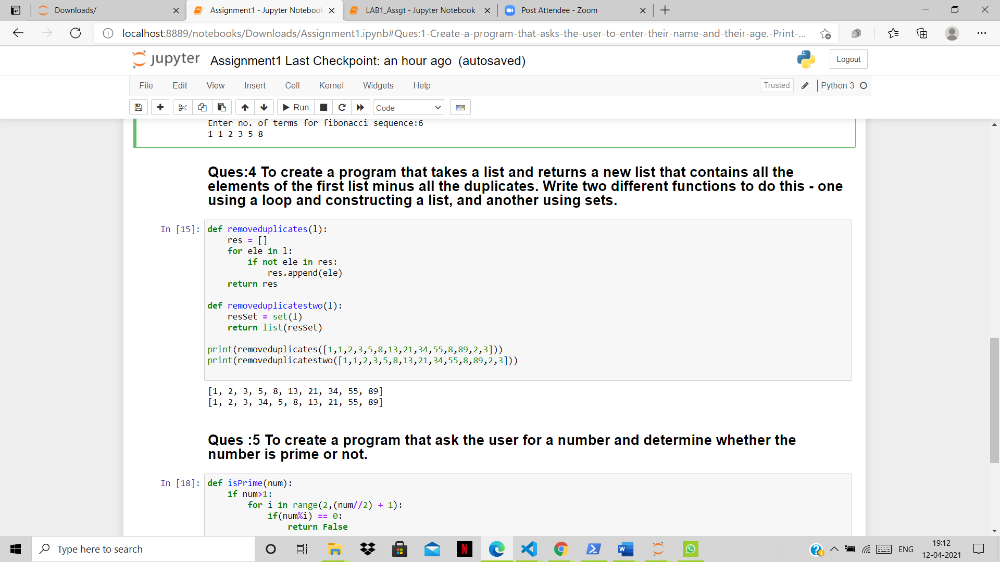 Downloads/
Assignment1 - Jupyter Notebook
LAB1_Assgt - Jupyter Notebook
Post Attendee - Zoom
localhost:8889/notebooks/Downloads/Assignment1.ipynb#Ques:1-Create-a-program-that-asks-the-user-to-enter-their-name-and-their-age.-Print-...
jupyter Assignment1 Last Checkpoint: an hour ago (autosaved)
Logout
File Edit View Insert Cell Kernel Widgets Help
Trusted Python 3
Run Code
Enter no. of terms for fibonacci sequence:6
1 1 2 3 5 8
Ques:4 To create a program that takes a list and returns a new list that contains all the
elements of the first list minus all the duplicates. Write two different functions to do this - one
using a loop and constructing a list, and another using sets.
In [15]: def removeduplicates(l):
    res = []
    for ele in l:
        if not ele in res:
            res.append(ele)
    return res
def removeduplicatestwo(l):
    resSet = set(l)
    return list(resSet)
print(removeduplicates([1,1,2,3,5,8,13,21,34,55,8,89,2,3]))
print(removeduplicatestwo([1,1,2,3,5,8,13,21,34,55,8,89,2,3]))
[1, 2, 3, 5, 8, 13, 21, 34, 55, 89]
[1, 2, 3, 34, 5, 8, 13, 21, 55, 89]
Ques :5 To create a program that ask the user for a number and determine whether the
number is prime or not.
In [18]: def isPrime(num):
    if num>1:
        for i in range(2,(num//2) + 1):
            if(num%i) == 0:
                return False
Type here to search
ENG
19:12
12-04-2021